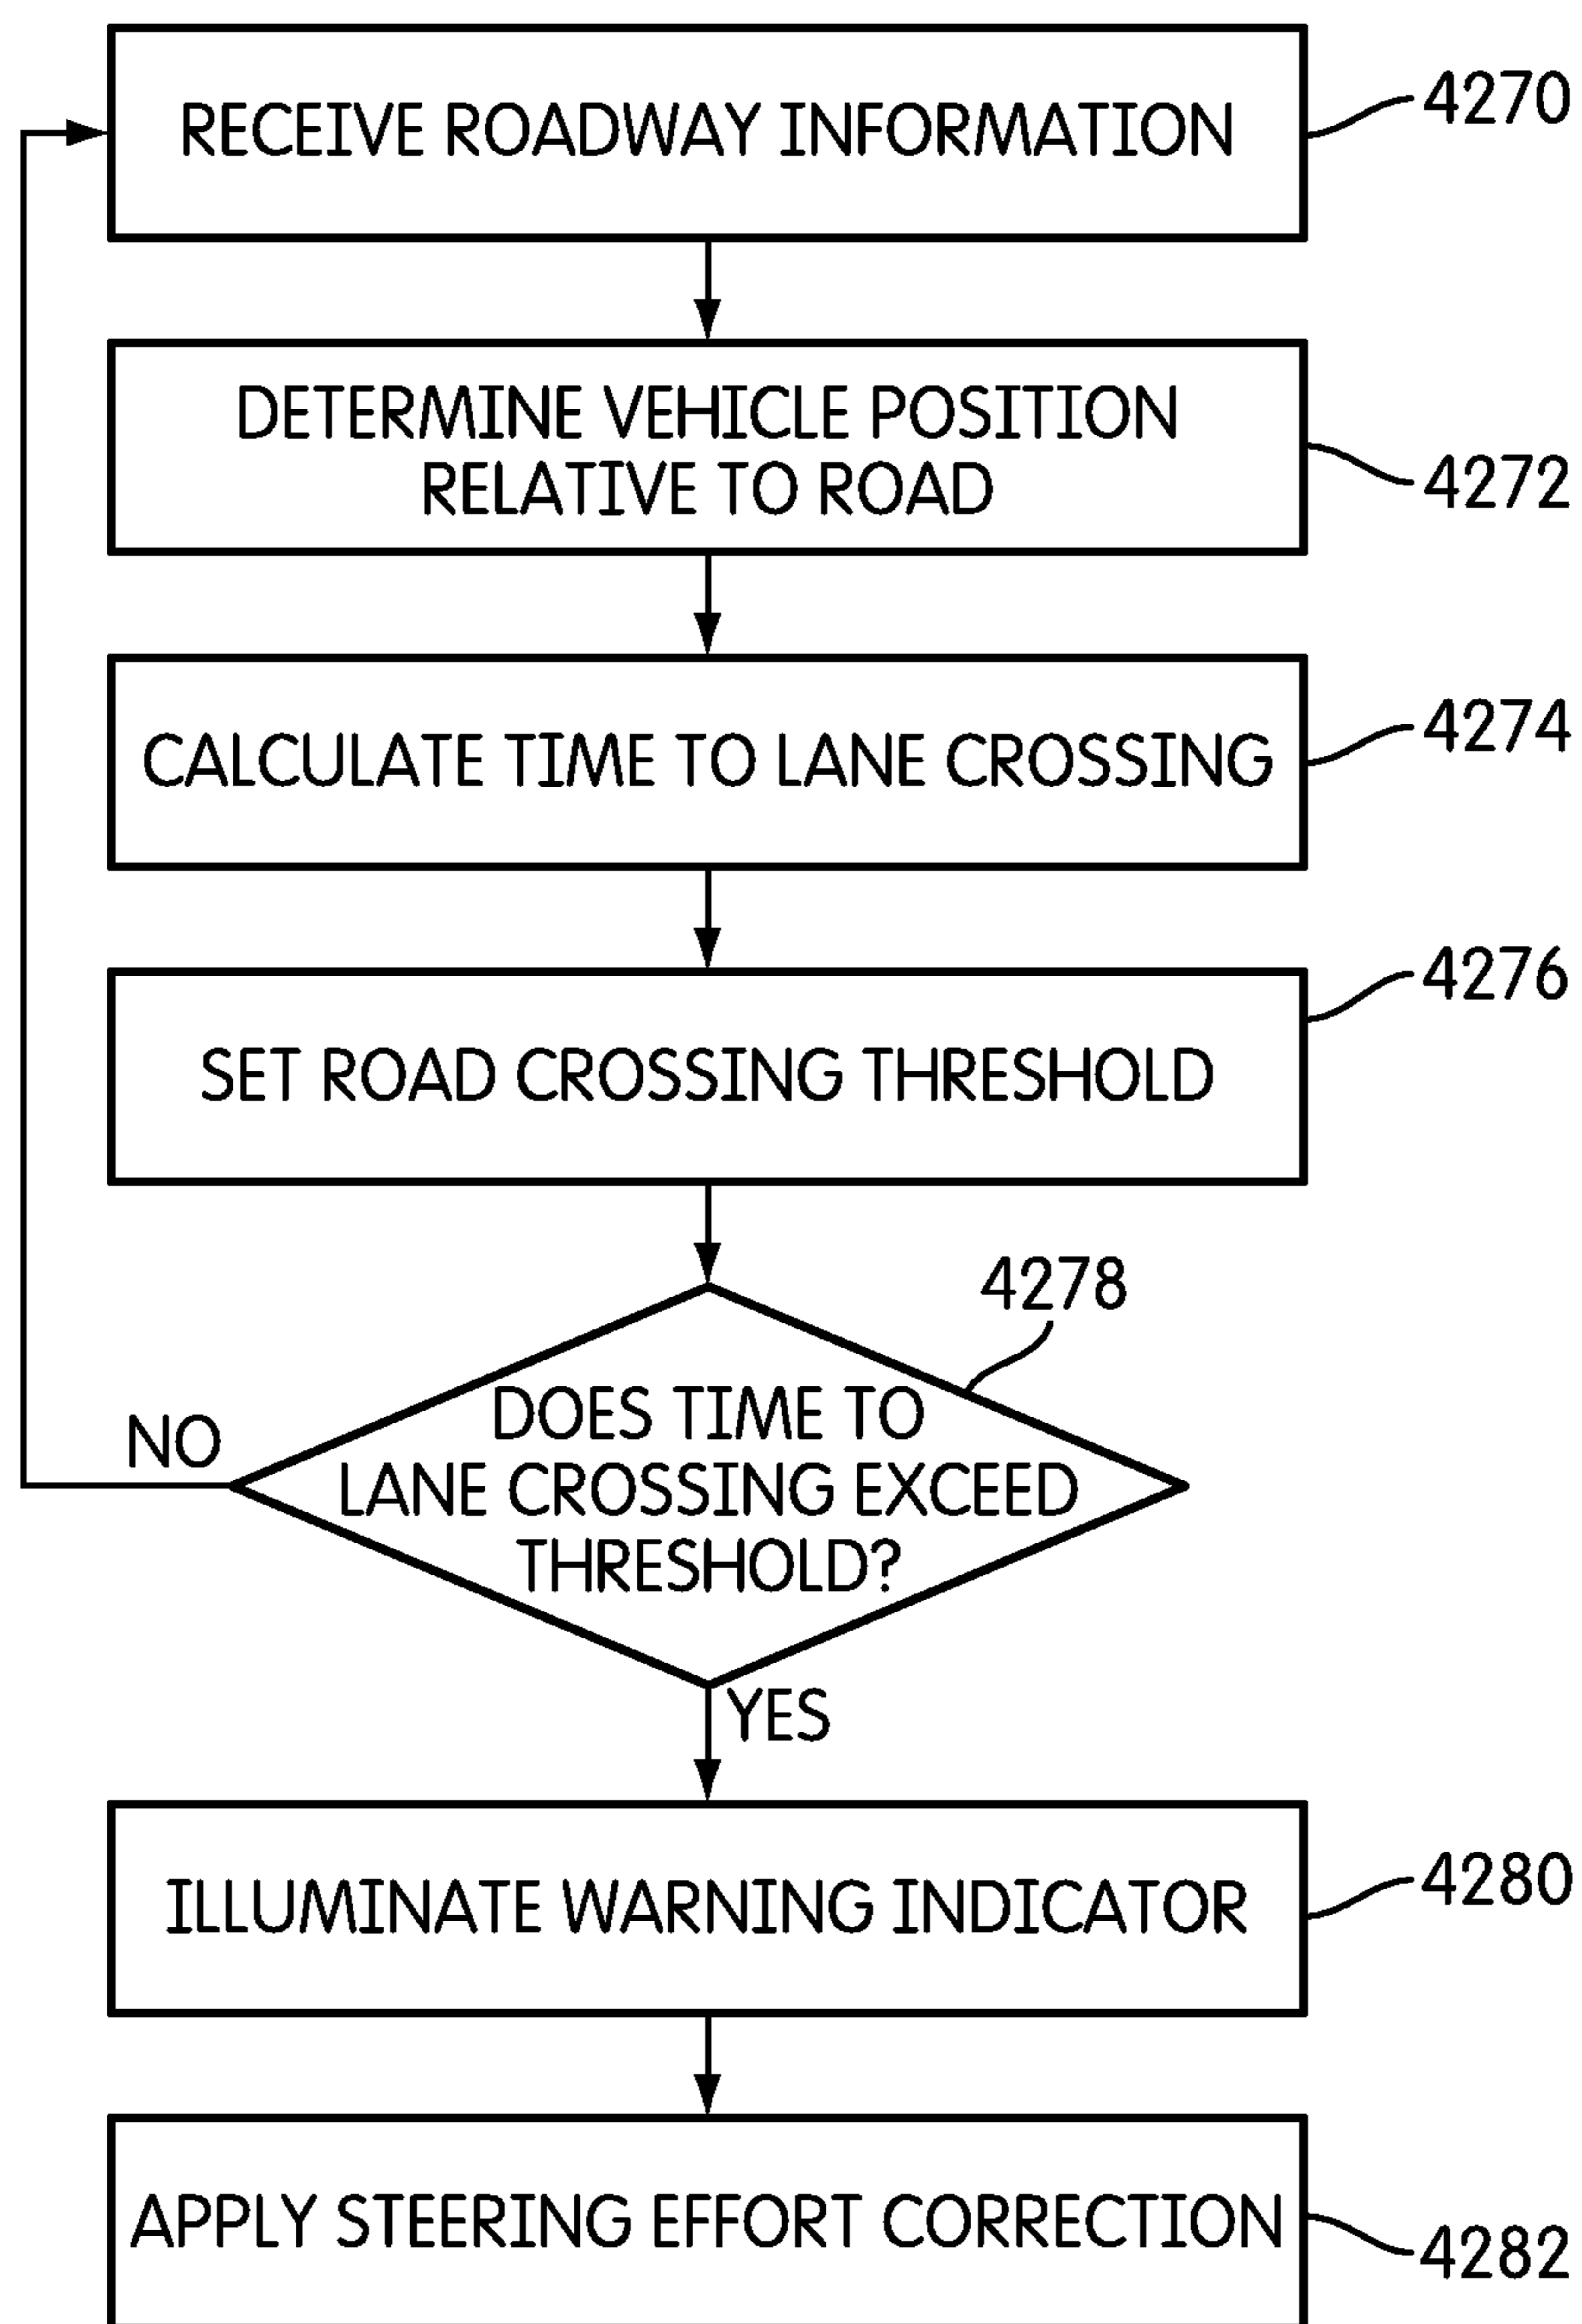 RECEIVE ROADWAY INFORMATION
4270
DETERMINE VEHICLE POSITION
RELATIVE TO ROAD
4272
CALCULATE TIME TO LANE CROSSING
4274
SET ROAD CROSSING THRESHOLD
4276
4278
DOES TIME TO
LANE CROSSING EXCEED
THRESHOLD?
NO
YES
ILLUMINATE WARNING INDICATOR
4280
APPLY STEERING EFFORT CORRECTION
4282